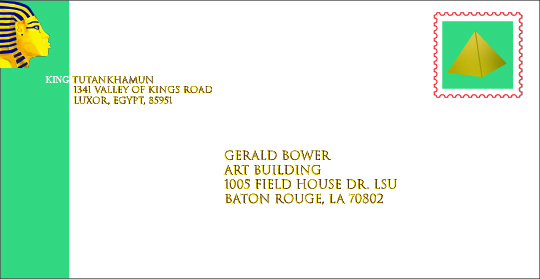 KING TUTANKHAMUN
1341 VALLEY OF KINGS ROAD
LUXOR, EGYPT, 85951
GERALD BOWER
ART BUILDING
1005 FIELD HOUSE DR. LSU
BATON ROUGE, LA 70802